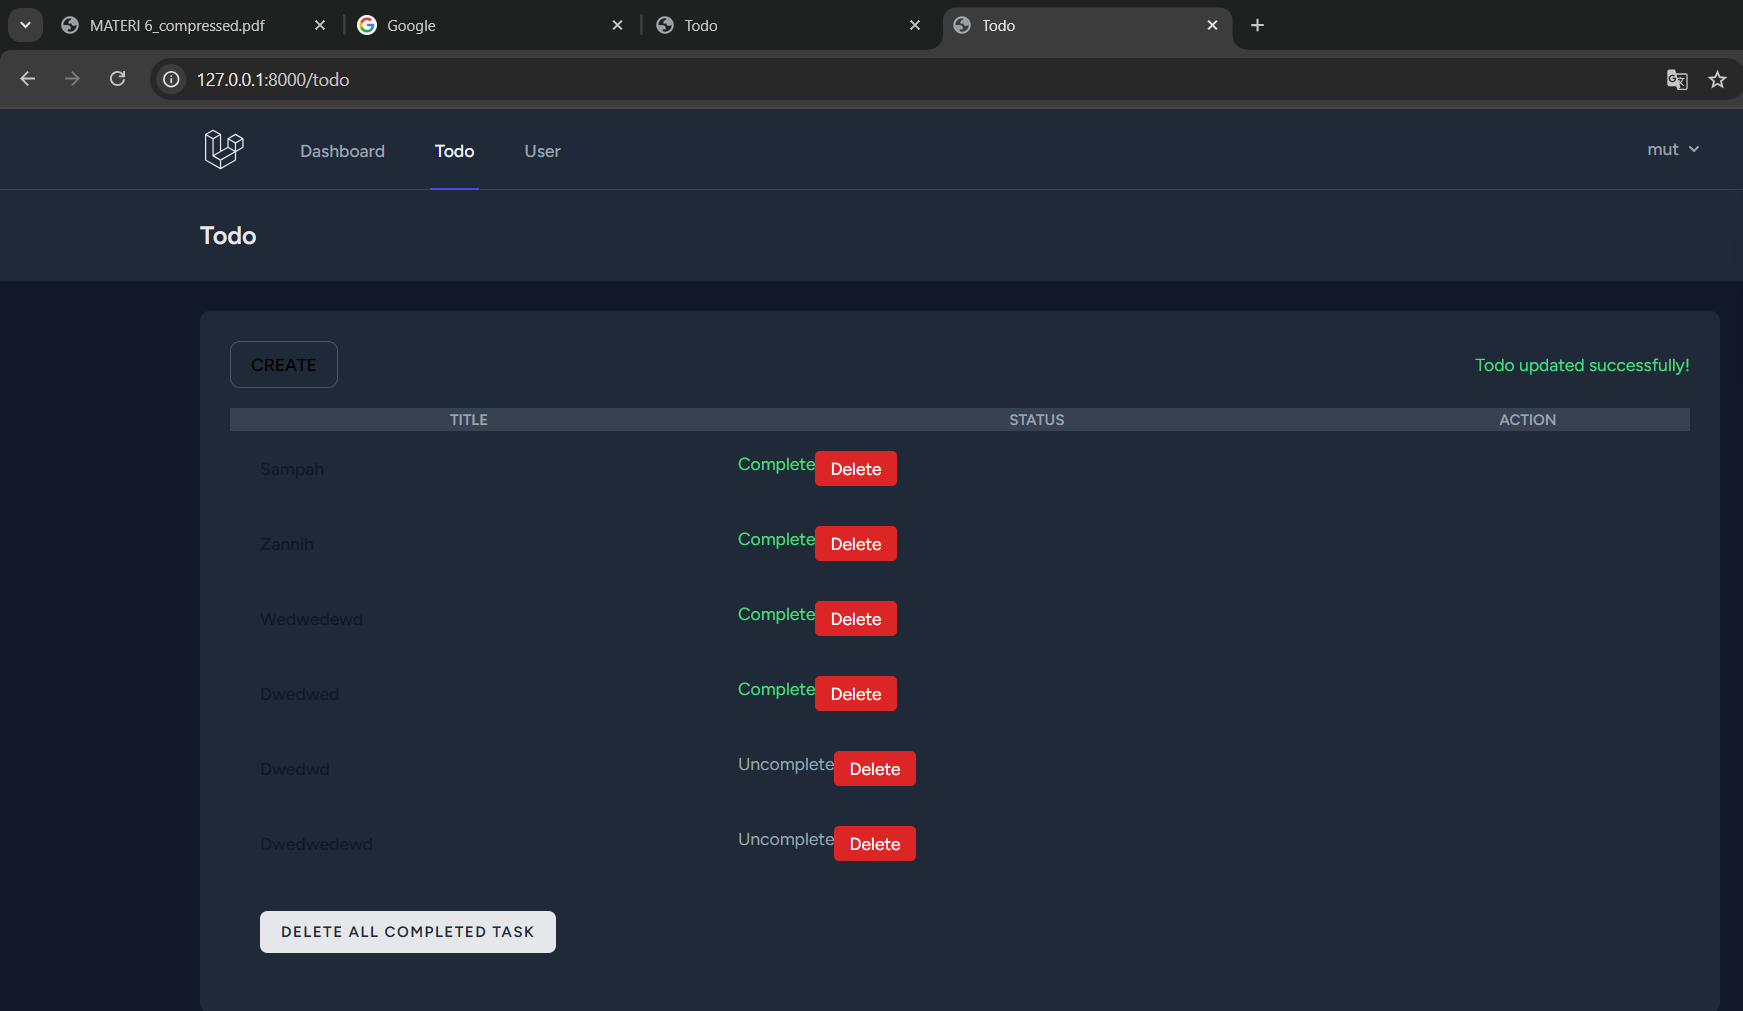 MATERI 6_compressed.pdf
Google
Todo
Todo
127.0.0.1:8000/todo
Dashboard
Todo
User
mut
Todo
CREATE
Todo updated successfully!
TITLE STATUS ACTION
Sampah Complete Delete
Zannih Complete Delete
Wedwedewd Complete Delete
Dwedwed Complete Delete
Dwedwd Uncomplete Delete
Dwedwedewd Uncomplete Delete
DELETE ALL COMPLETED TASK